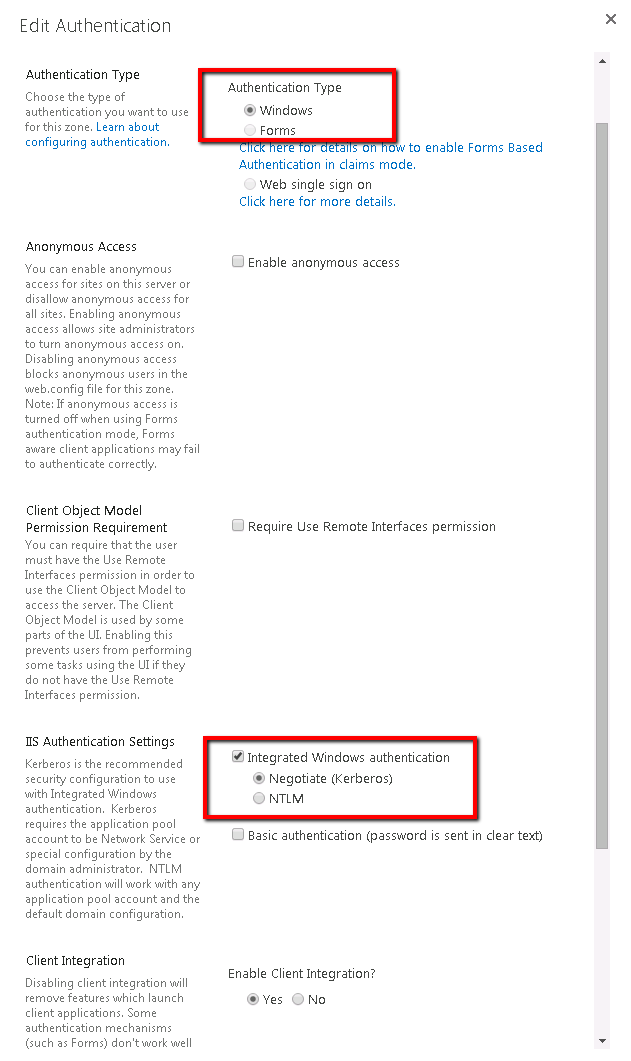 Edit Authentication
Authentication Type
Choose the type of
authentication you want to use
for this zone. Learn about
configuring authentication.
Authentication Type
Windows
Forms
Click here for details on how to enable Forms Based
Authentication in claims mode.
Web single sign on
Click here for more details.
Anonymous Access
You can enable anonymous
access for sites on this server or
disallow anonymous access for
all sites. Enabling anonymous
access allows site administrators
to turn anonymous access on.
Disabling anonymous access
blocks anonymous users in the
web.config file for this zone.
Note: If anonymous access is
turned off when using Forms
authentication mode, Forms
aware client applications may fail
to authenticate correctly.
Enable anonymous access
Client Object Model
Permission Requirement
You can require that the user
must have the Use Remote
Interfaces permission in order to
use the Client Object Model to
access the server. The Client
Object Model is used by some
parts of the UI. Enabling this
prevents users from performing
some tasks using the UI if they
do not have the Use Remote
Interfaces permission.
Require Use Remote Interfaces permission
IIS Authentication Settings
Kerberos is the recommended
security configuration to use
with Integrated Windows
authentication. Kerberos
requires the application pool
account to be Network Service or
special configuration by the
domain administrator. NTLM
authentication will work with any
application pool account and the
default domain configuration.
Integrated Windows authentication
Negotiate (Kerberos)
NTLM
Basic authentication (password is sent in clear text)
Client Integration
Disabling client integration will
remove features which launch
client applications. Some
authentication mechanisms
(such as Forms) don't work well
Enable Client Integration?
Yes No